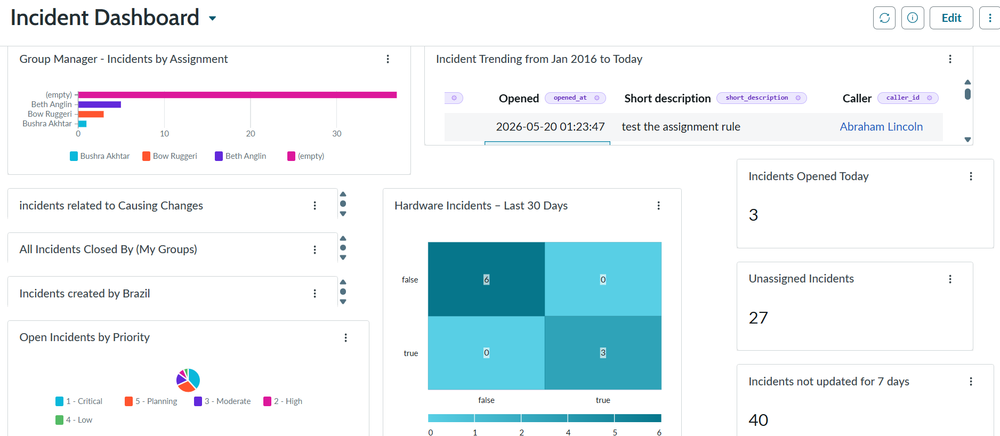 Incident Dashboard
Edit
Group Manager - Incidents by Assignment
(empty)
Beth Anglin
Bow Ruggeri
Bushra Akhtar
0 10 20 30
Bushra Akhtar Bow Ruggeri Beth Anglin (empty)
Incident Trending from Jan 2016 to Today
Opened opened_at Short description short_description Caller caller_id
2026-05-20 01:23:47 test the assignment rule Abraham Lincoln
incidents related to Causing Changes
All Incidents Closed By (My Groups)
Incidents created by Brazil
Open Incidents by Priority
1 - Critical 5 - Planning 3 - Moderate 2 - High
4 - Low
Hardware Incidents – Last 30 Days
false 6 0
true 0 3
false true
0 1 2 4 5 6
Incidents Opened Today
3
Unassigned Incidents
27
Incidents not updated for 7 days
40